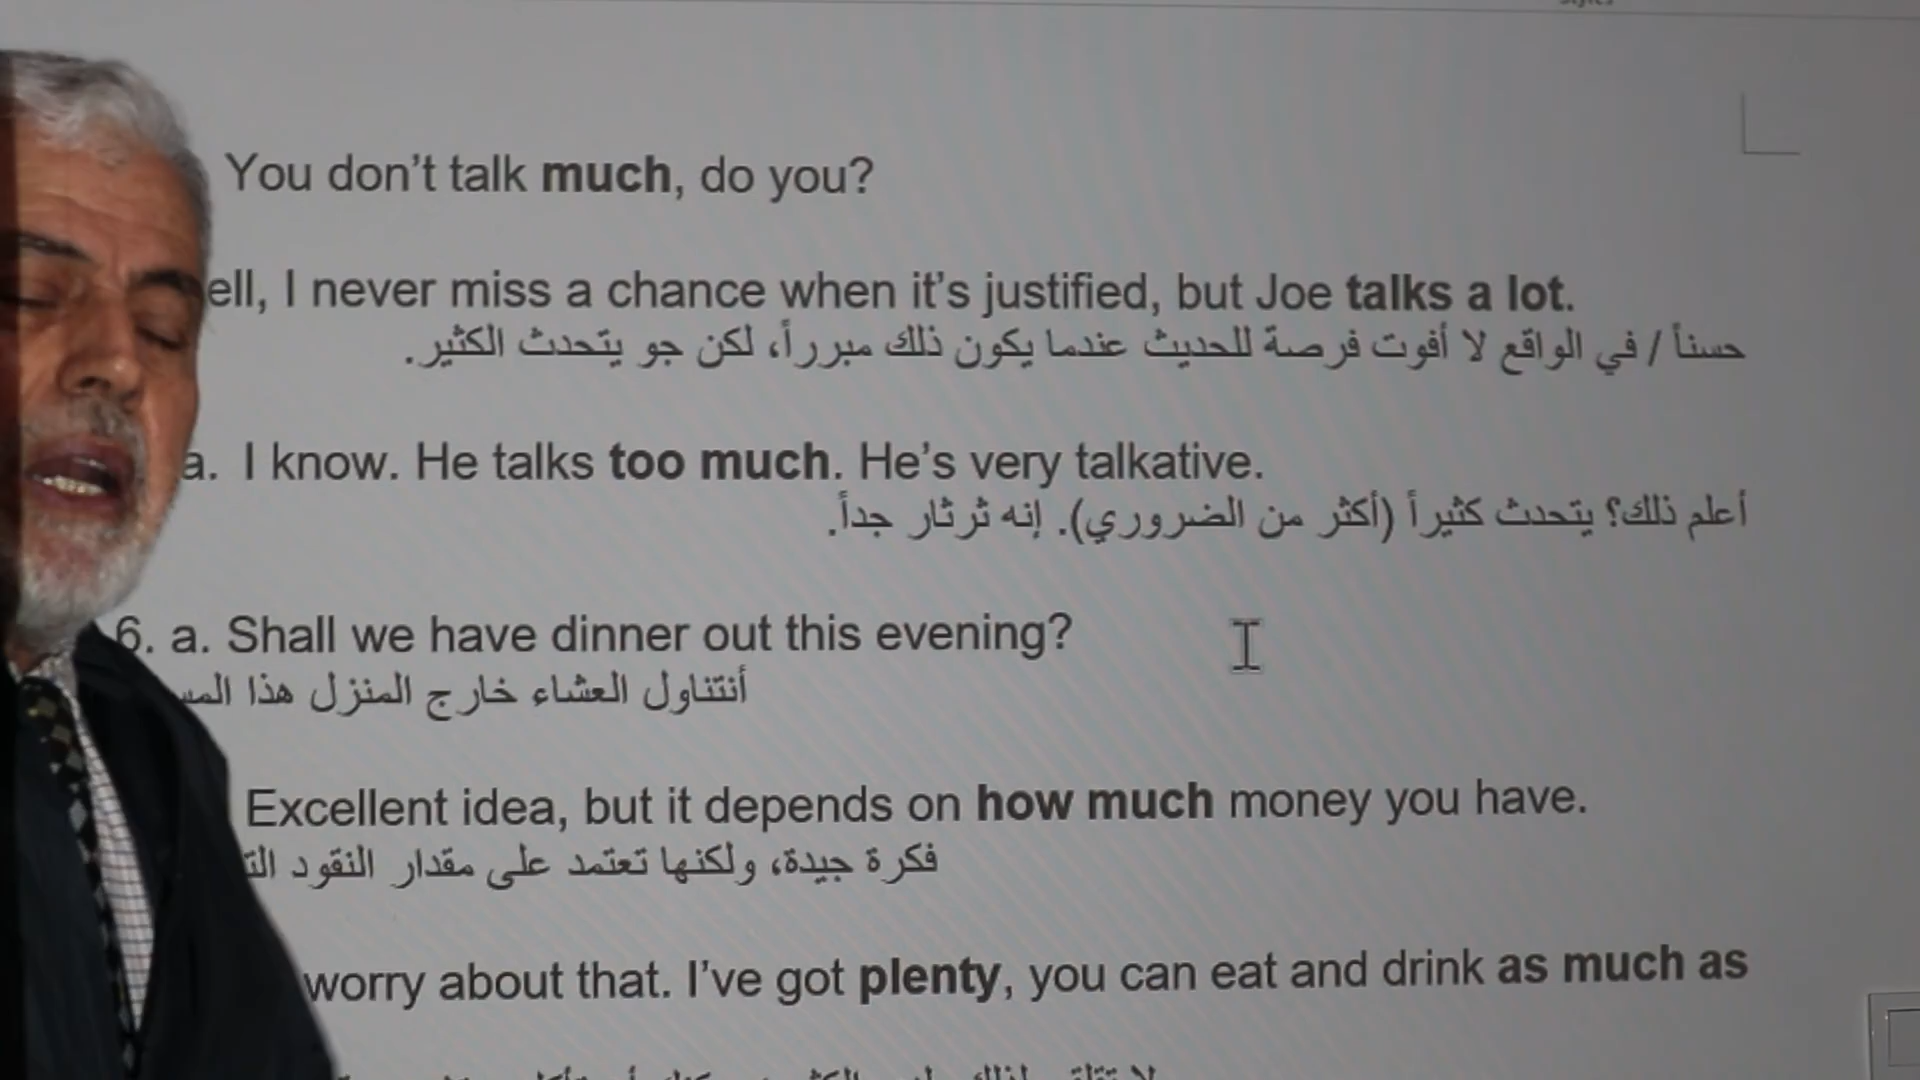 You don't talk much, do you?
ell, I never miss a chance when it's justified, but Joe talks a lot.
حسناً / في الواقع لا أفوت فرصة للحديث عندما يكون ذلك مبرراً، لكن جو يتحدث الكثير.
a. I know. He talks too much. He's very talkative.
أعلم ذلك؟ يتحدث كثيراً (أكثر من الضروري). إنه ثرثار جداً.
6. a. Shall we have dinner out this evening?
أنتناول العشاء خارج المنزل هذا
Excellent idea, but it depends on how much money you have.
فكرة جيدة، ولكنها تعتمد على مقدار النقود
worry about that. I've got plenty, you can eat and drink as much as